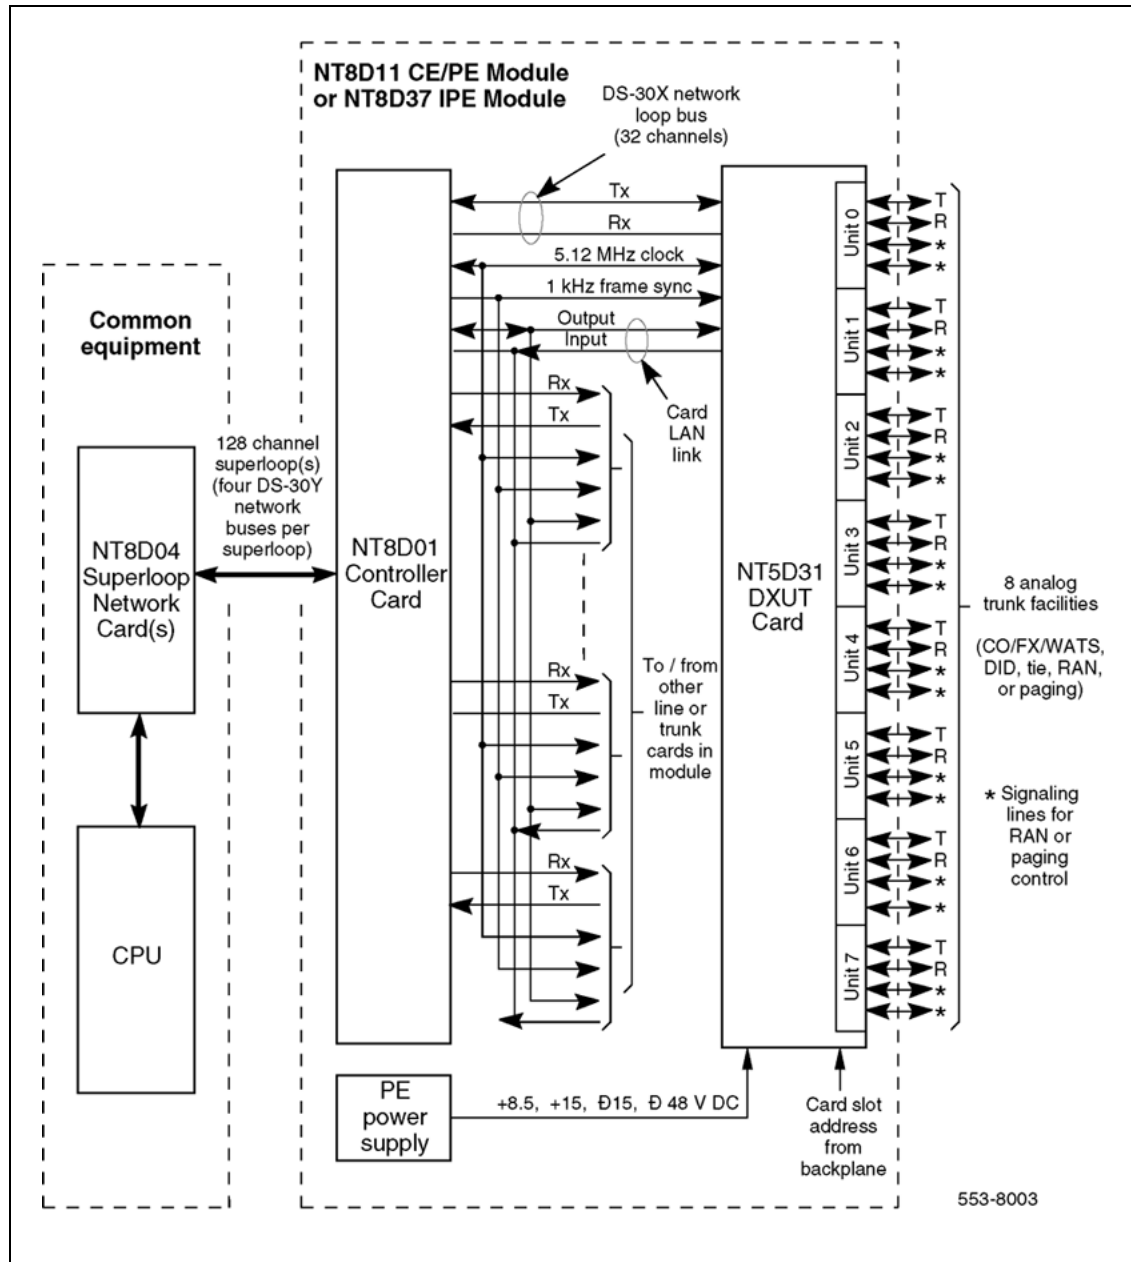 NT8D11 CE/PE Module
or NT8D37 IPE Module
DS-30X network
loop bus
(32 channels)
Tx
Rx
5.12 MHz clock
1 kHz frame sync
Output
Input
Card
LAN
link
Rx
Tx
Rx
Tx
Rx
Tx
To / from
other
line or
trunk
cards in
module
Common
equipment
128 channel
superloop(s)
(four DS-30Y
network
buses per
superloop)
NT8D04
Superloop
Network
Card(s)
CPU
NT8D01
Controller
Card
NT5D31
DXUT
Card
Unit 0
T
R
*
*
Unit 1
T
R
*
*
Unit 2
T
R
*
*
Unit 3
T
R
*
*
Unit 4
T
R
*
*
Unit 5
T
R
*
*
Unit 6
T
R
*
*
Unit 7
T
R
*
*
8 analog
trunk facilities
(CO/FX/WATS,
DID, tie, RAN,
or paging)
* Signaling
lines for
RAN or
paging
control
PE
power
supply
+8.5, +15, Ð15, Ð 48 V DC
Card slot
address
from
backplane
553-8003